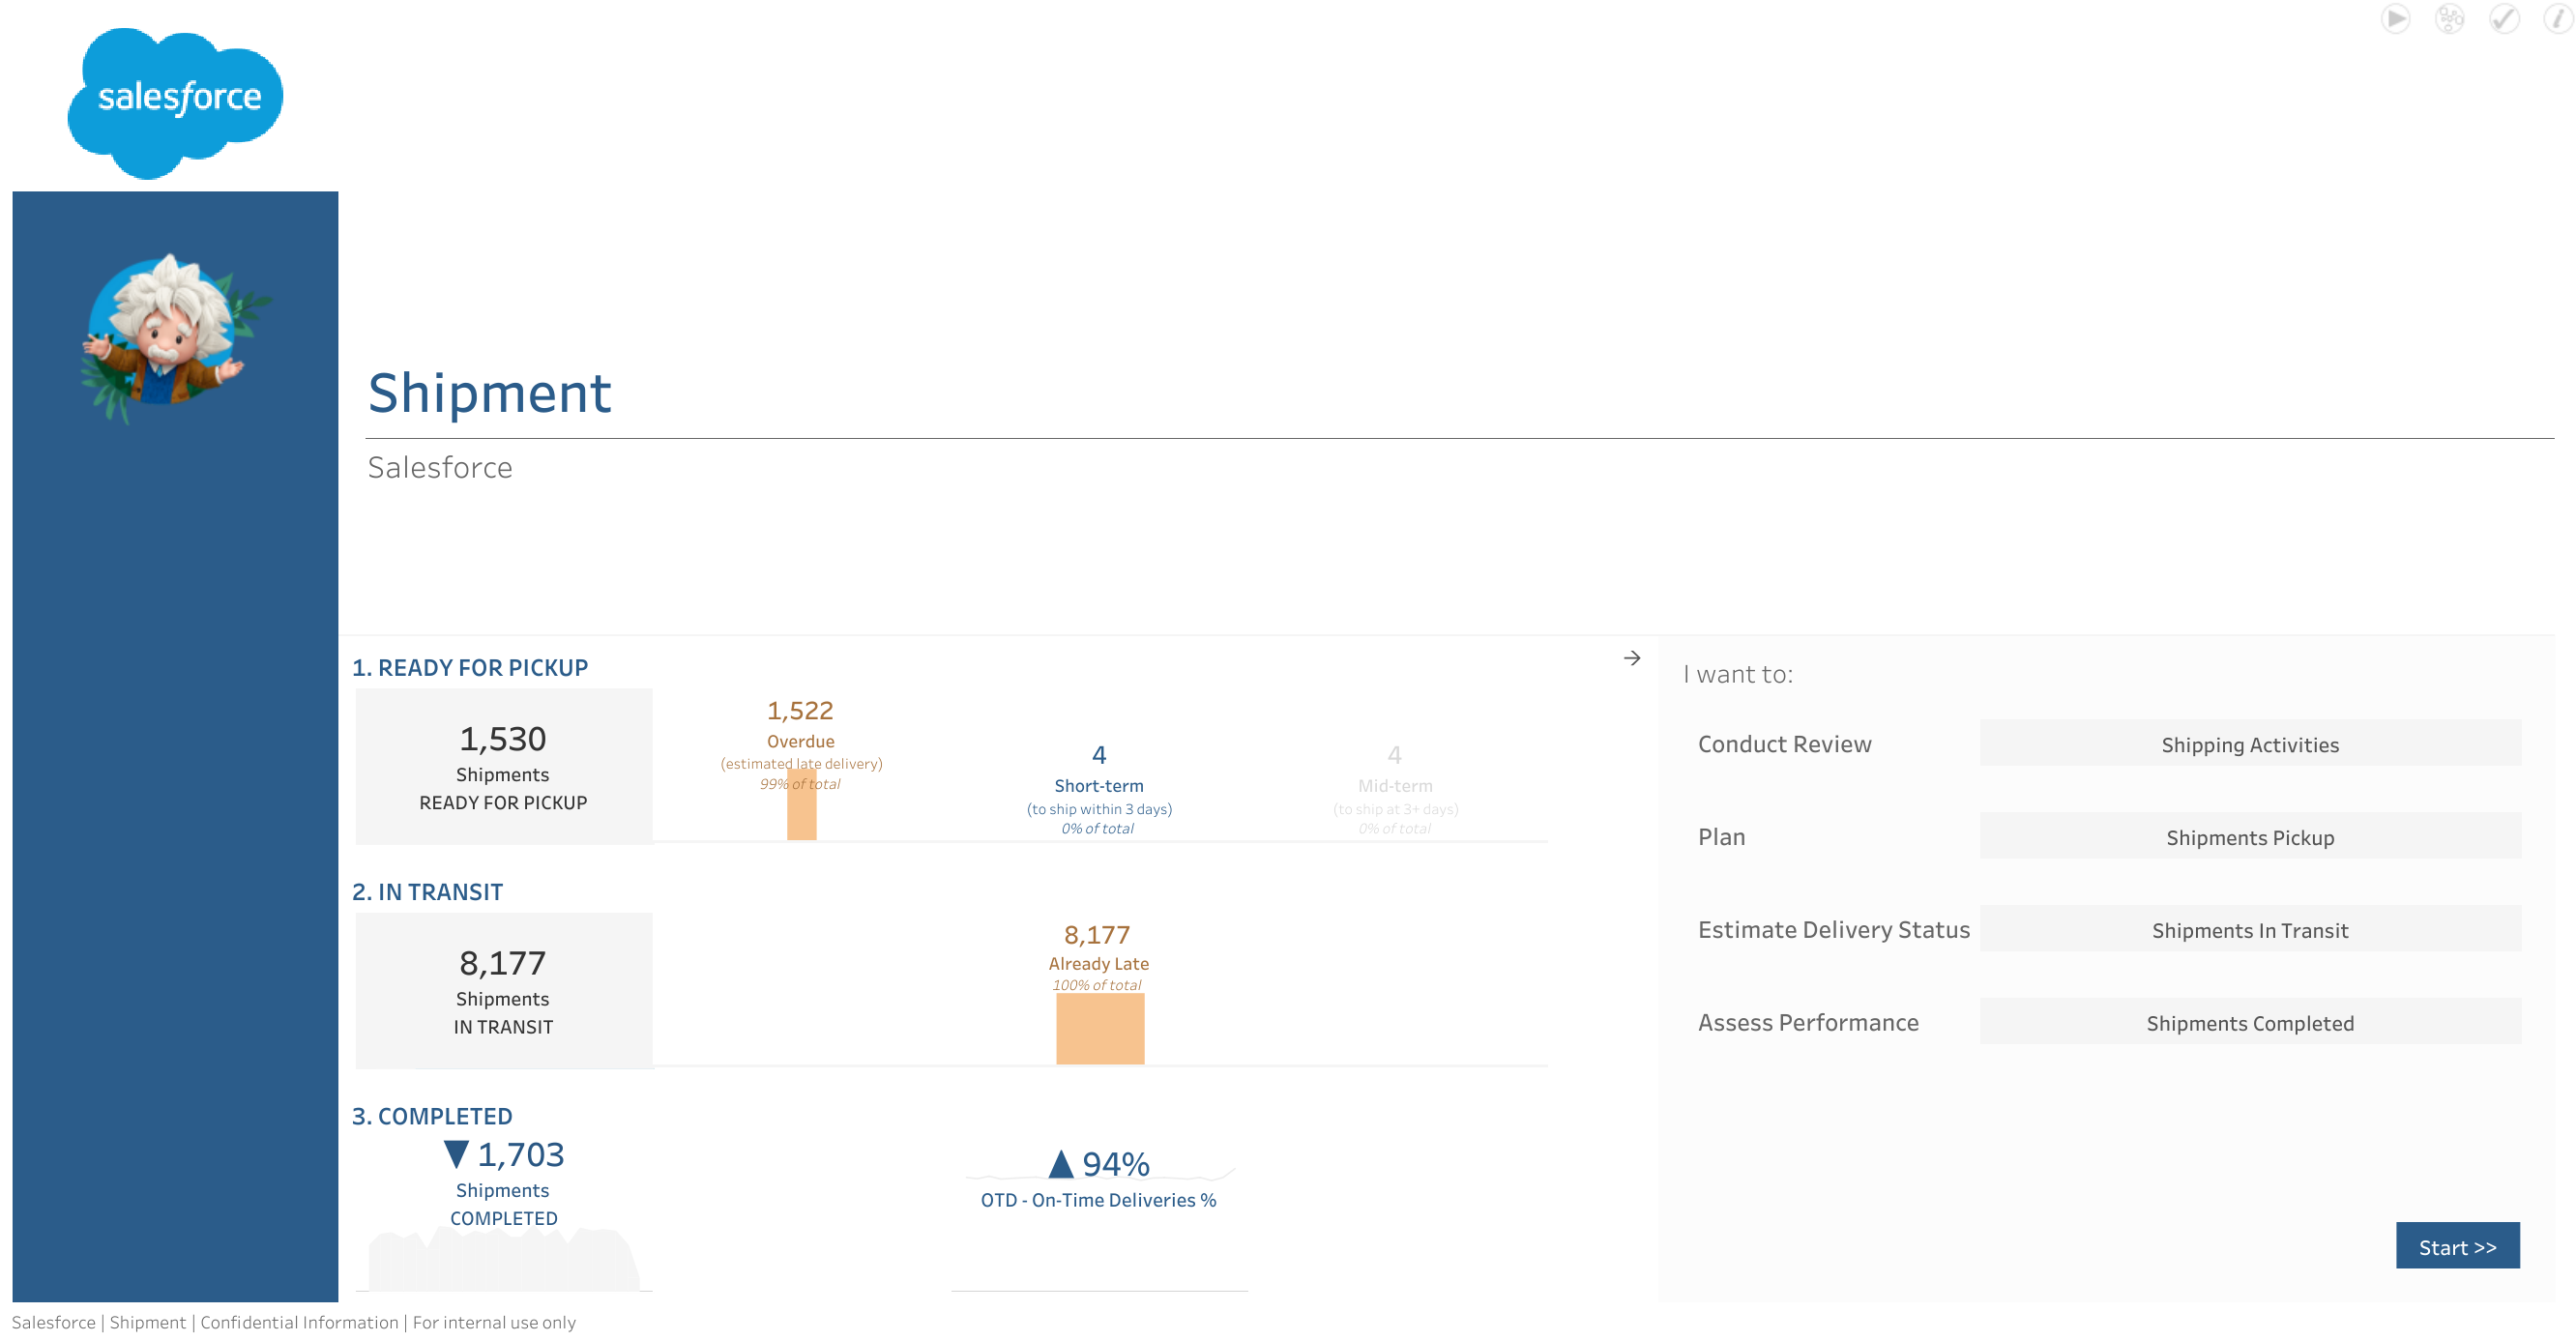 salesforce
Shipment
Salesforce
1. READY FOR PICKUP
1,530
Shipments
READY FOR PICKUP
1,522
Overdue
(estimated late delivery)
99% of total
4
Short-term
(to ship within 3 days)
0% of total
4
Mid-term
(to ship at 3+ days)
0% of total
→
2. IN TRANSIT
8,177
Shipments
IN TRANSIT
8,177
Already Late
100% of total
3. COMPLETED
▼ 1,703
Shipments
COMPLETED
▲ 94%
OTD - On-Time Deliveries %
I want to:
Conduct Review
Shipping Activities
Plan
Shipments Pickup
Estimate Delivery Status
Shipments In Transit
Assess Performance
Shipments Completed
Start >>
Salesforce | Shipment | Confidential Information | For internal use only